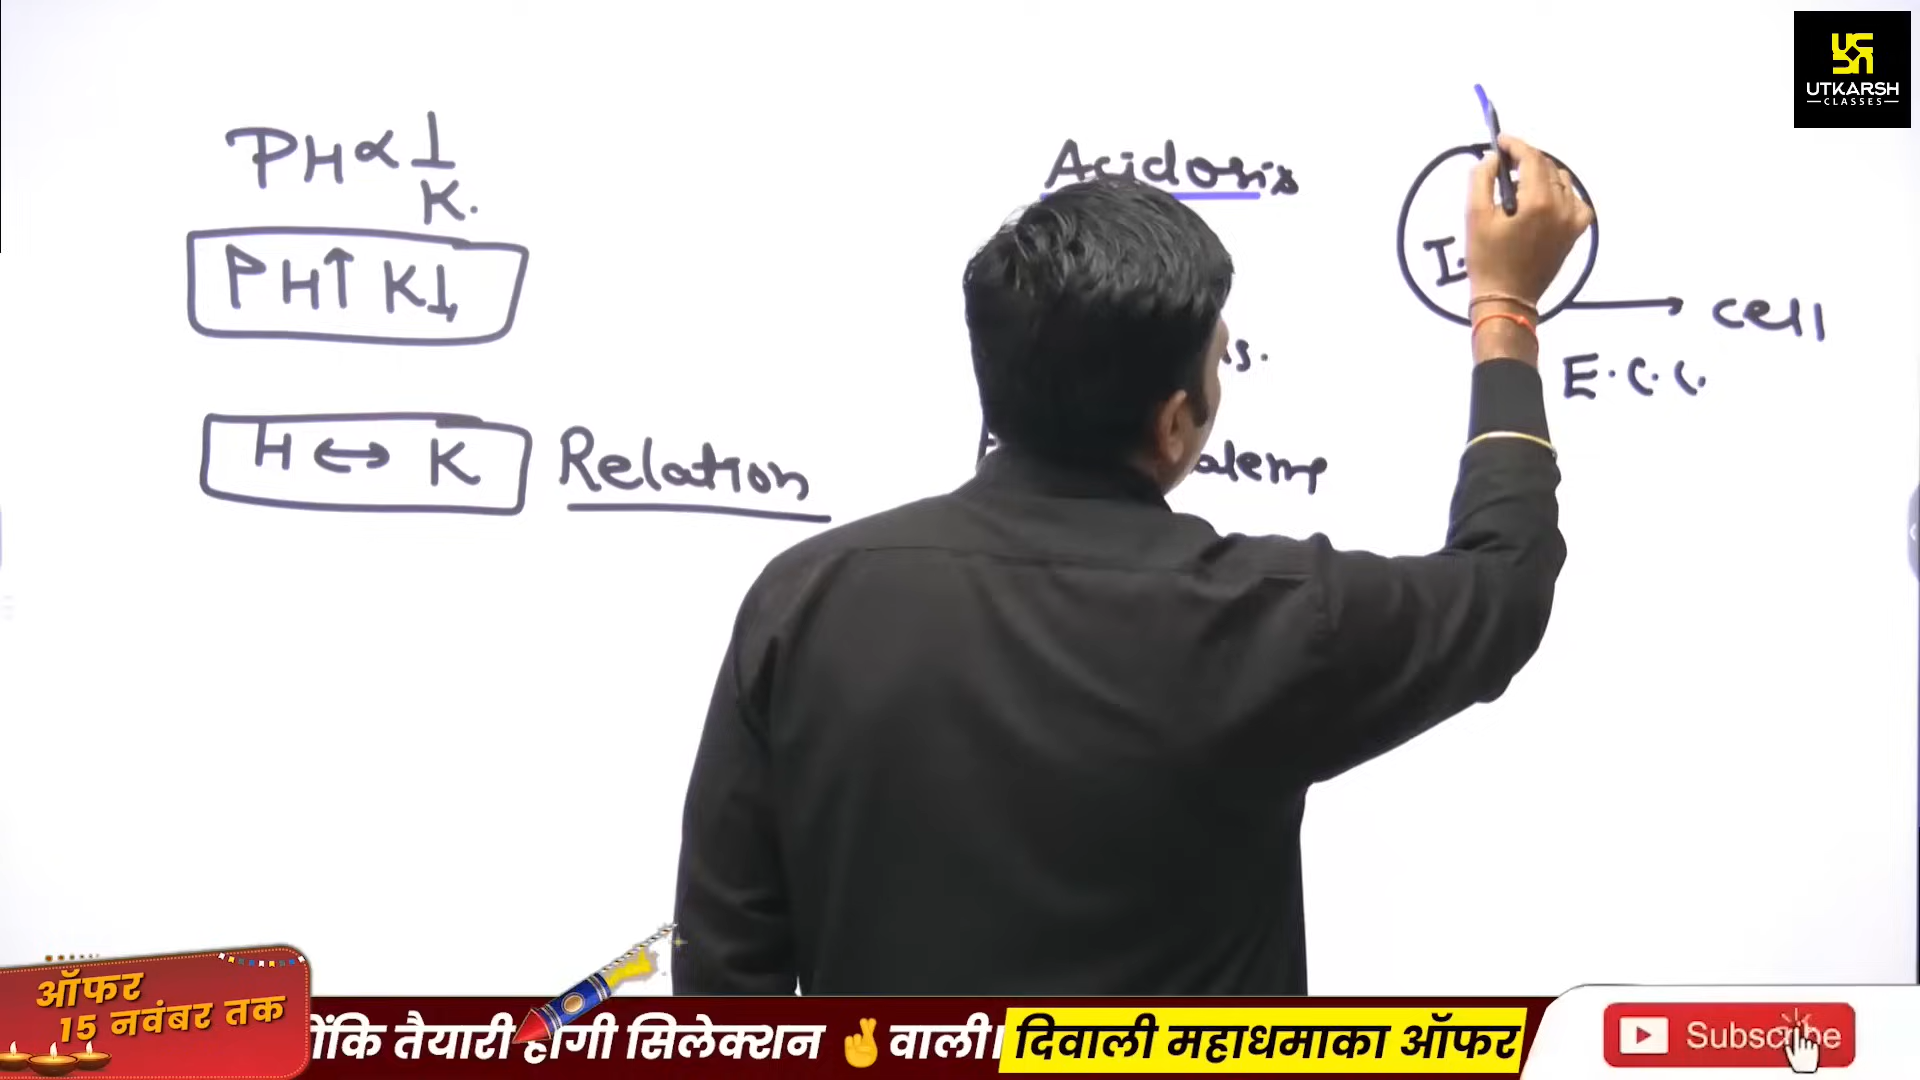 PH ∝ 1/K.
PH↑ K↓
H ↔ K Relation
Acidosis
cell
E.C.C.
UTKARSH
CLASSES
ऑफर
15 नवंबर तक
तैयारी होगी सिलेक्शन 🤞 वाली।
दिवाली महाधमाका ऑफर
Subscribe